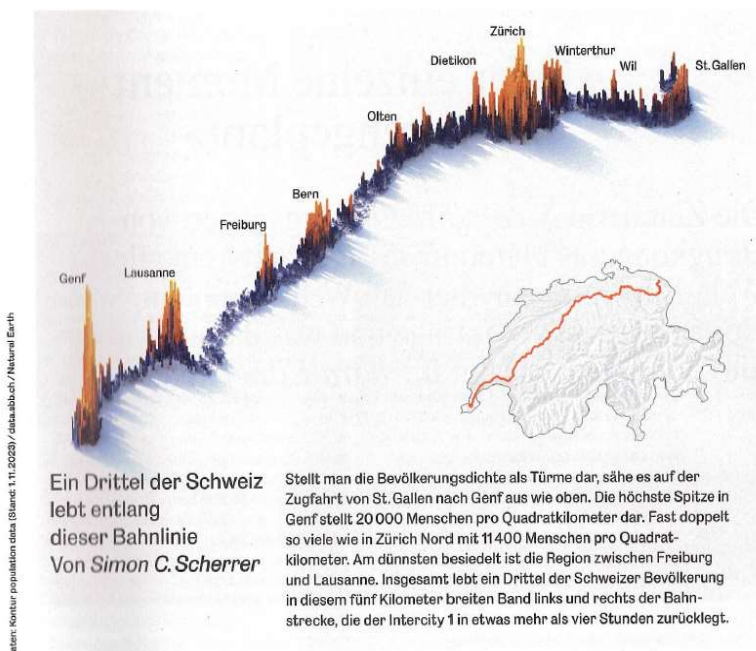 Zürich
Dietikon
Winterthur
Wil
St. Gallen
Olten
Bern
Freiburg
Genf
Lausanne
Ein Drittel der Schweiz
lebt entlang
dieser Bahnlinie
Von Simon C. Scherrer
Stellt man die Bevölkerungsdichte als Türme dar, sähe es auf der
Zugfahrt von St. Gallen nach Genf aus wie oben. Die höchste Spitze in
Genf stellt 20 000 Menschen pro Quadratkilometer dar. Fast doppelt
so viele wie in Zürich Nord mit 11 400 Menschen pro Quadrat-
kilometer. Am dünnsten besiedelt ist die Region zwischen Freiburg
und Lausanne. Insgesamt lebt ein Drittel der Schweizer Bevölkerung
in diesem fünf Kilometer breiten Band links und rechts der Bahn-
strecke, die der Intercity 1 in etwas mehr als vier Stunden zurücklegt.
aten: Kontur population data (Stand: 1.11.2023) / data.sbb.ch / Natural Earth